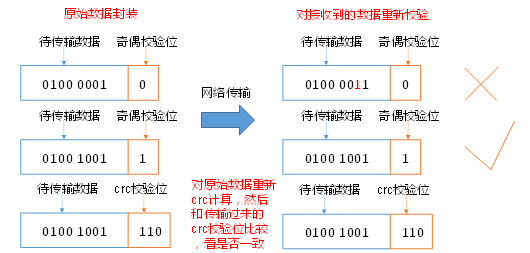 原始数据封装
对接收到的数据重新校验
待传输数据 奇偶校验位
待传输数据 奇偶校验位
0100 0001 0
网络传输
0100 0011 0
待传输数据 奇偶校验位
待传输数据 奇偶校验位
0100 1001 1
0100 1001 1
待传输数据 crc校验位
对原始数据重新
crc计算，然后
和传输过来的
crc校验位比较
，看是否一致
待传输数据 crc校验位
0100 1001 110
0100 1001 110